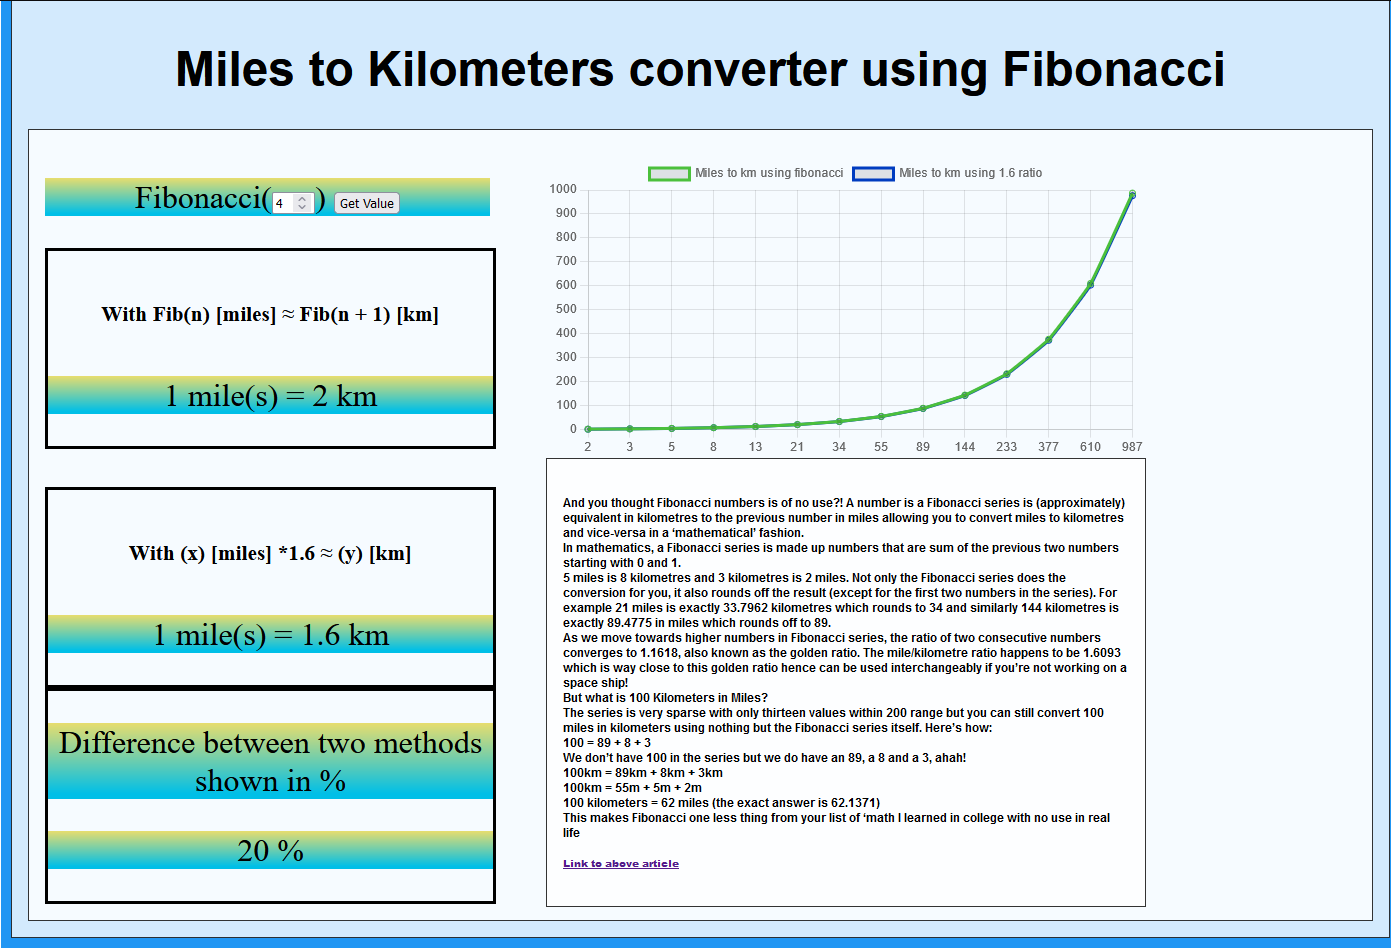 Miles to Kilometers converter using Fibonacci
Fibonacci( 4 ) Get Value
With Fib(n) [miles] ≈ Fib(n + 1) [km]
1 mile(s) = 2 km
With (x) [miles] *1.6 ≈ (y) [km]
1 mile(s) = 1.6 km
Difference between two methods
shown in %
20 %
Miles to km using fibonacci Miles to km using 1.6 ratio
1000
900
800
700
600
500
400
300
200
100
0
2 3 5 8 13 21 34 55 89 144 233 377 610 987
And you thought Fibonacci numbers is of no use?! A number is a Fibonacci series is (approximately)
equivalent in kilometres to the previous number in miles allowing you to convert miles to kilometres
and vice-versa in a ‘mathematical’ fashion.
In mathematics, a Fibonacci series is made up numbers that are sum of the previous two numbers
starting with 0 and 1.
5 miles is 8 kilometres and 3 kilometres is 2 miles. Not only the Fibonacci series does the
conversion for you, it also rounds off the result (except for the first two numbers in the series). For
example 21 miles is exactly 33.7962 kilometres which rounds to 34 and similarly 144 kilometres is
exactly 89.4775 in miles which rounds off to 89.
As we move towards higher numbers in Fibonacci series, the ratio of two consecutive numbers
converges to 1.1618, also known as the golden ratio. The mile/kilometre ratio happens to be 1.6093
which is way close to this golden ratio hence can be used interchangeably if you’re not working on a
space ship!
But what is 100 Kilometers in Miles?
The series is very sparse with only thirteen values within 200 range but you can still convert 100
miles in kilometers using nothing but the Fibonacci series itself. Here’s how:
100 = 89 + 8 + 3
We don’t have 100 in the series but we do have an 89, a 8 and a 3, ahah!
100km = 89km + 8km + 3km
100km = 55m + 5m + 2m
100 kilometers = 62 miles (the exact answer is 62.1371)
This makes Fibonacci one less thing from your list of ‘math I learned in college with no use in real
life
Link to above article